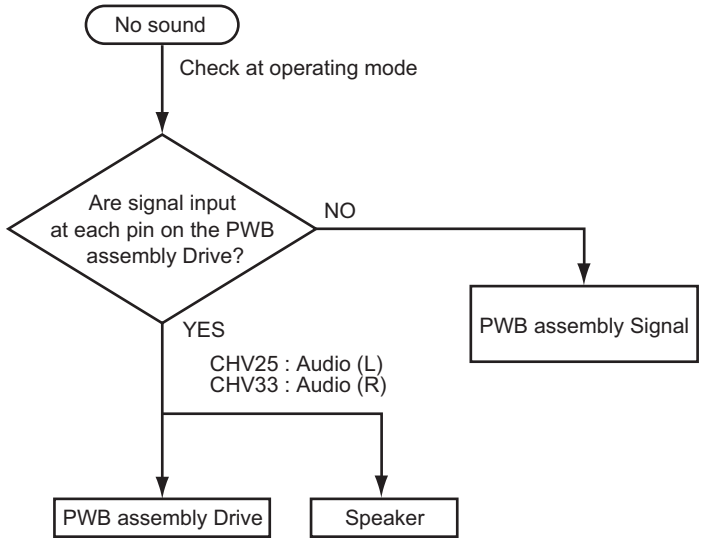 No sound
Check at operating mode
Are signal input
at each pin on the PWB
assembly Drive?
NO
PWB assembly Signal
YES
CHV25 : Audio (L)
CHV33 : Audio (R)
PWB assembly Drive
Speaker